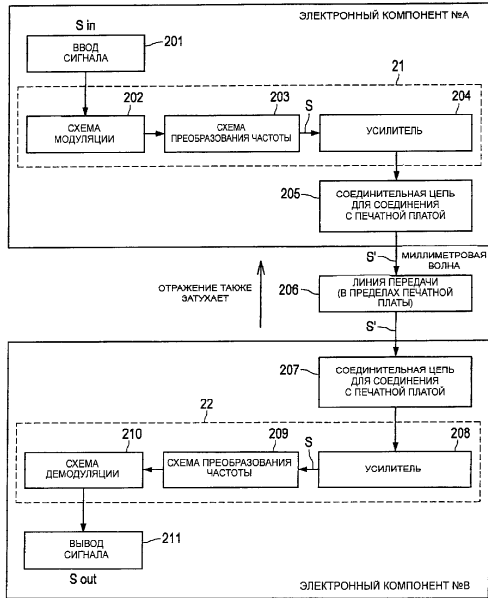 ЭЛЕКТРОННЫЙ КОМПОНЕНТ №A
S in
201
ВВОД
СИГНАЛА
21
202
203
204
СХЕМА
МОДУЛЯЦИИ
СХЕМА
ПРЕОБРАЗОВАНИЯ ЧАСТОТЫ
S
УСИЛИТЕЛЬ
205
СОЕДИНИТЕЛЬНАЯ ЦЕПЬ
ДЛЯ СОЕДИНЕНИЯ
С ПЕЧАТНОЙ ПЛАТОЙ
S'
МИЛЛИМЕТРОВАЯ
ВОЛНА
ОТРАЖЕНИЕ ТАКЖЕ
ЗАТУХАЕТ
206
ЛИНИЯ ПЕРЕДАЧИ
(В ПРЕДЕЛАХ ПЕЧАТНОЙ
ПЛАТЫ)
S'
207
СОЕДИНИТЕЛЬНАЯ ЦЕПЬ
ДЛЯ СОЕДИНЕНИЯ
С ПЕЧАТНОЙ ПЛАТОЙ
22
210
209
208
СХЕМА
ДЕМОДУЛЯЦИИ
СХЕМА ПРЕОБРАЗОВАНИЯ
ЧАСТОТЫ
S
УСИЛИТЕЛЬ
ВЫВОД
СИГНАЛА
211
S out
ЭЛЕКТРОННЫЙ КОМПОНЕНТ №B